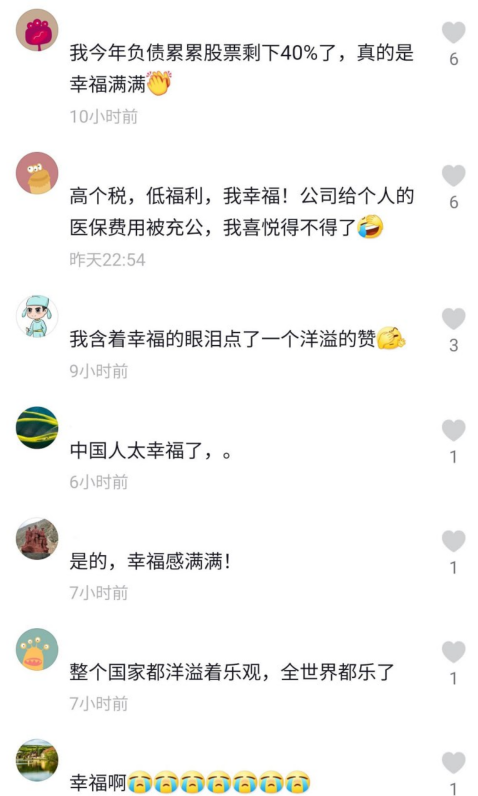 我今年负债累累股票剩下40%了，真的是
幸福满满👏
6
10小时前
高个税，低福利，我幸福！公司给个人的
医保费用被充公，我喜悦得不得了🤣
6
昨天22:54
我含着幸福的眼泪点了一个洋溢的赞
3
9小时前
中国人太幸福了，。
1
6小时前
是的，幸福感满满！
1
7小时前
整个国家都洋溢着乐观，全世界都乐了
1
7小时前
幸福啊😭😭😭😭😭😭😭
1